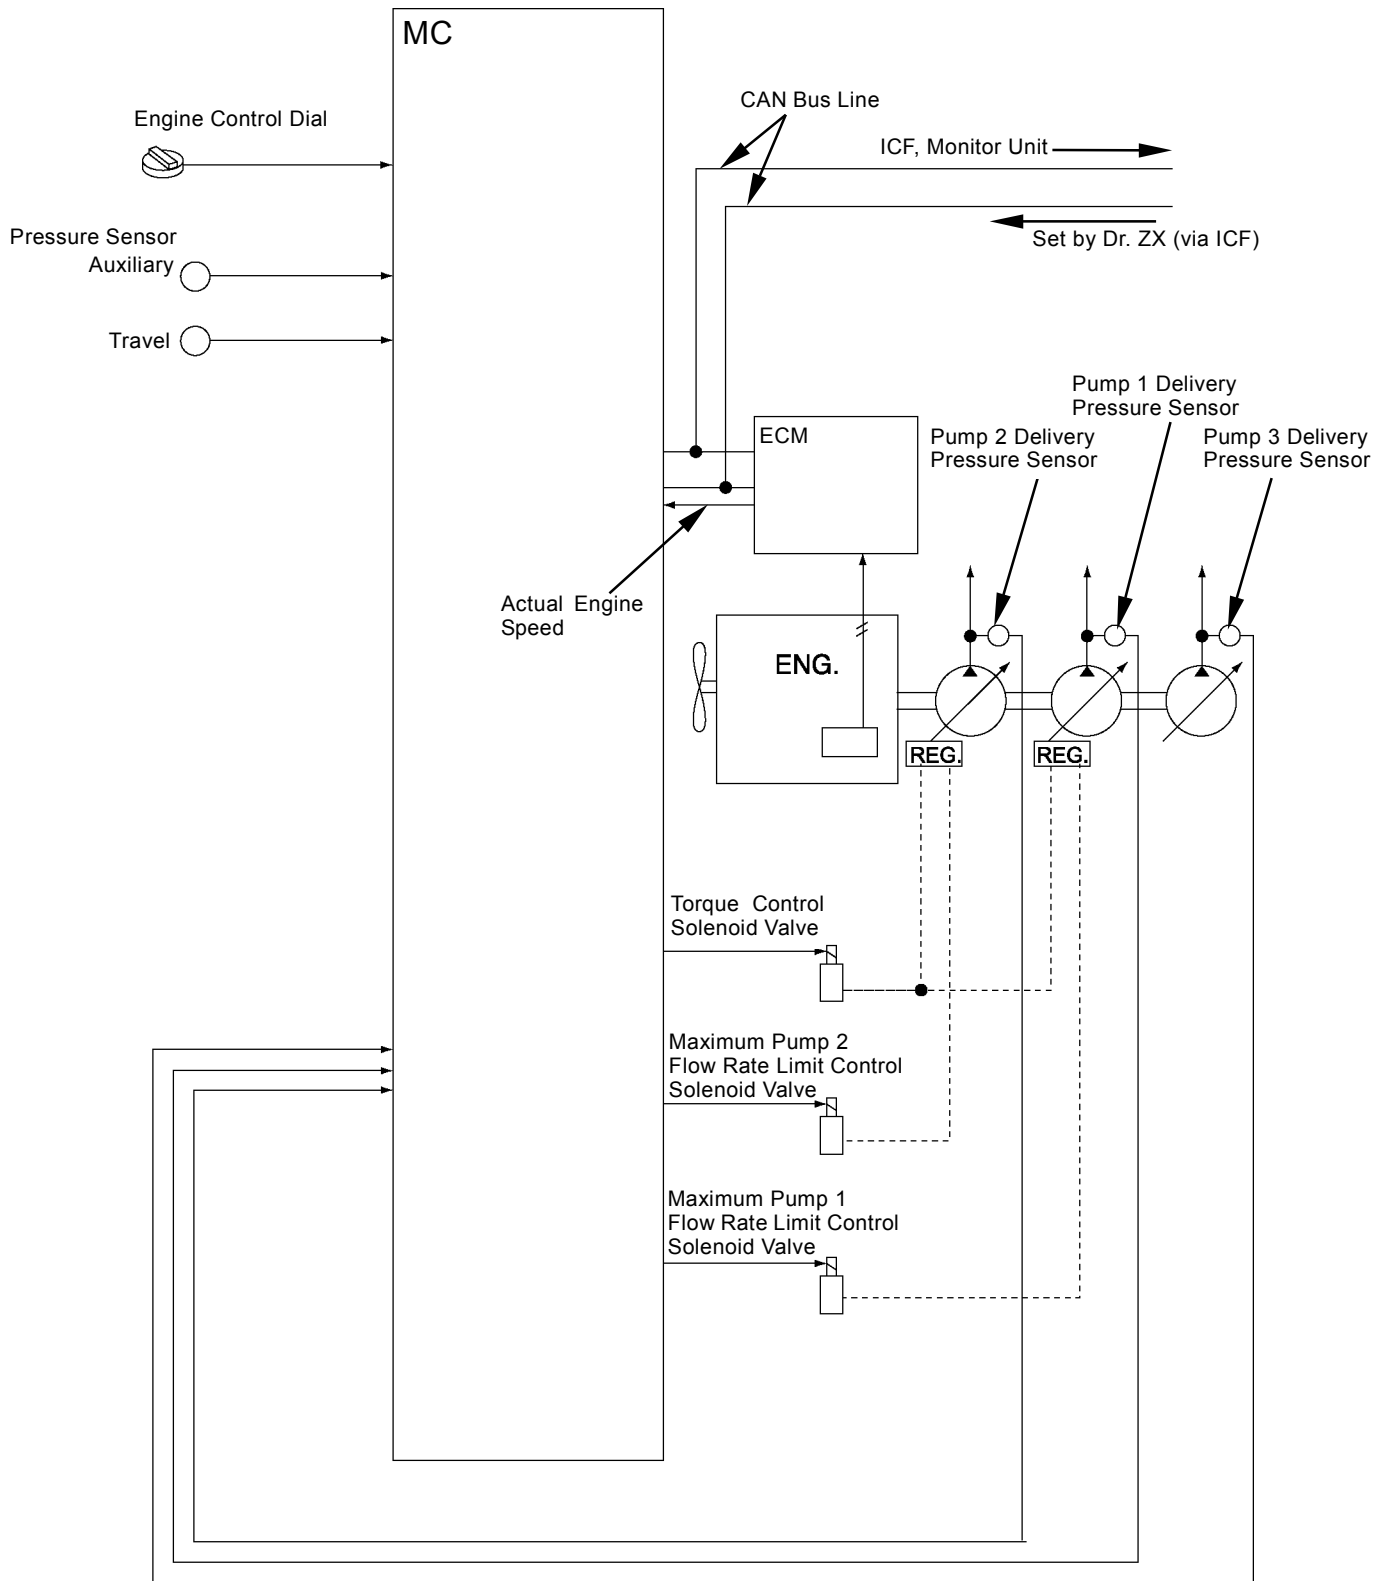 MC
CAN Bus Line
Engine Control Dial
ICF, Monitor Unit
Pressure Sensor
Auxiliary
Set by Dr. ZX (via ICF)
Travel
Pump 1 Delivery
Pressure Sensor
ECM
Pump 2 Delivery
Pressure Sensor
Pump 3 Delivery
Pressure Sensor
Actual Engine
Speed
ENG.
REG.
REG.
Torque Control
Solenoid Valve
Maximum Pump 2
Flow Rate Limit Control
Solenoid Valve
Maximum Pump 1
Flow Rate Limit Control
Solenoid Valve